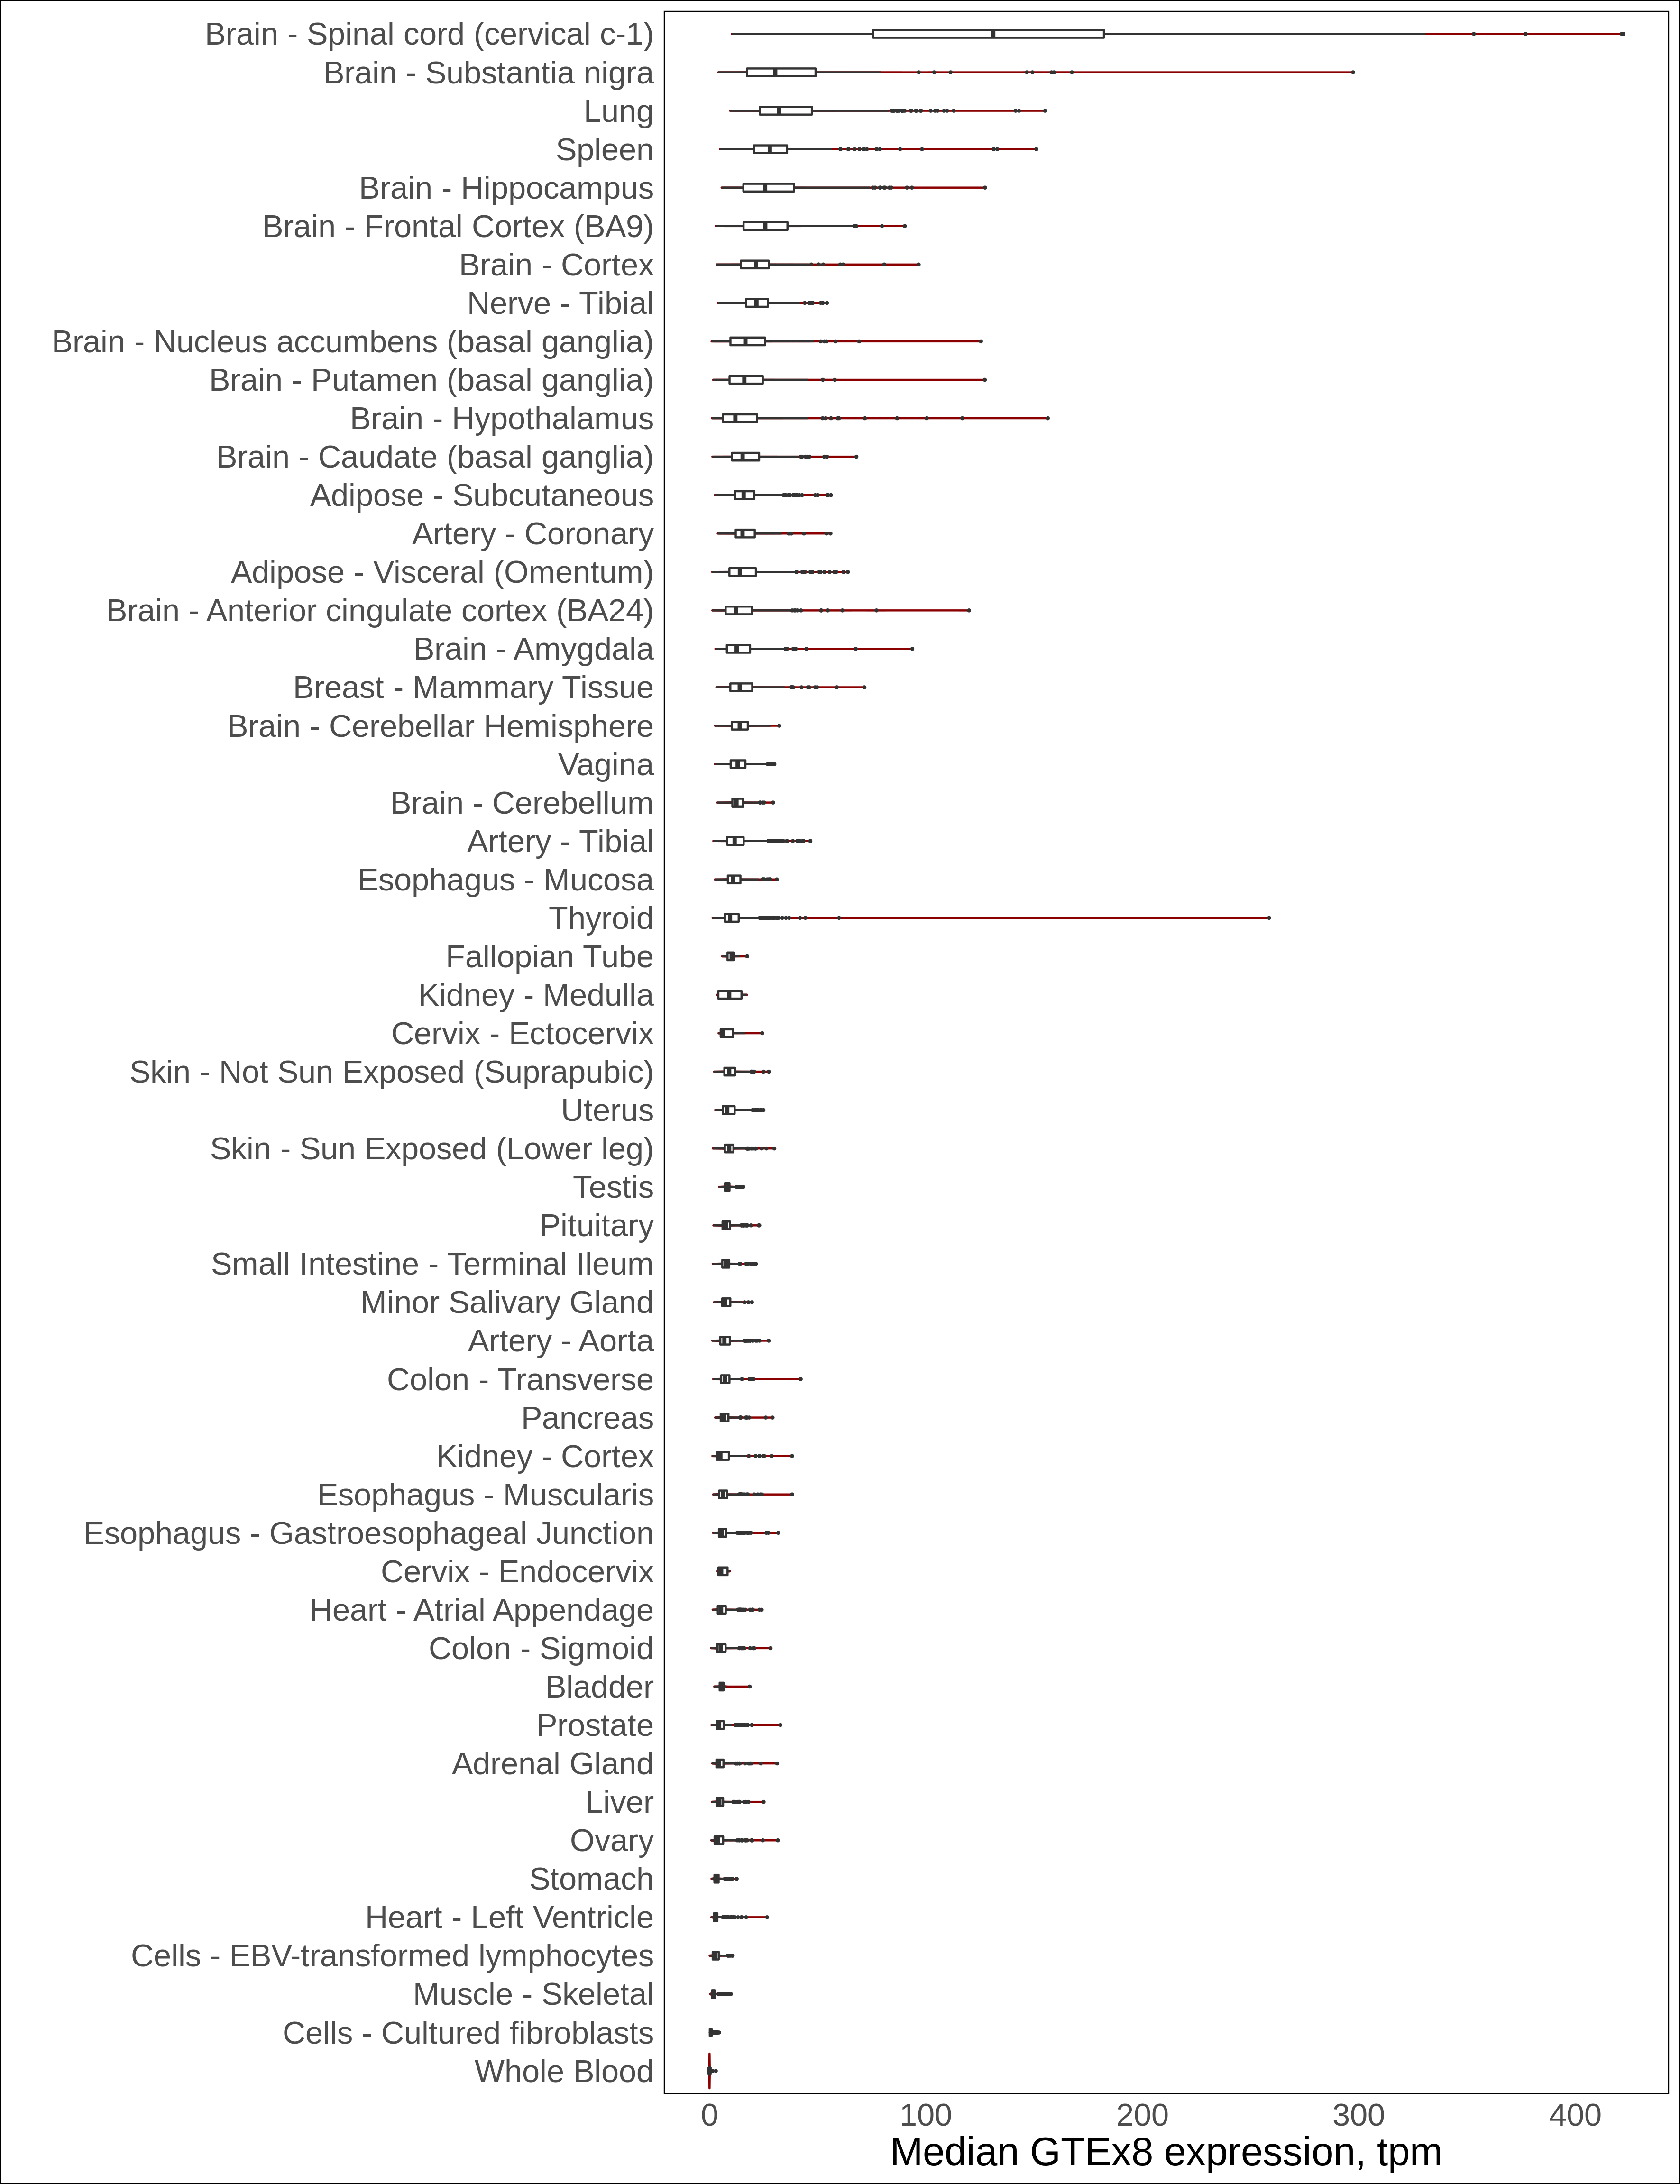 Brain - Spinal cord (cervical c-1)
Brain - Substantia nigra
Lung
Spleen
Brain - Hippocampus
Brain - Frontal Cortex (BA9)
Brain - Cortex
Nerve - Tibial
Brain - Nucleus accumbens (basal ganglia)
Brain - Putamen (basal ganglia)
Brain - Hypothalamus
Brain - Caudate (basal ganglia)
Adipose - Subcutaneous
Artery - Coronary
Adipose - Visceral (Omentum)
Brain - Anterior cingulate cortex (BA24)
Brain - Amygdala
Breast - Mammary Tissue
Brain - Cerebellar Hemisphere
Vagina
Brain - Cerebellum
Artery - Tibial
Esophagus - Mucosa
Thyroid
Fallopian Tube
Kidney - Medulla
Cervix - Ectocervix
Skin - Not Sun Exposed (Suprapubic)
Uterus
Skin - Sun Exposed (Lower leg)
Testis
Pituitary
Small Intestine - Terminal Ileum
Minor Salivary Gland
Artery - Aorta
Colon - Transverse
Pancreas
Kidney - Cortex
Esophagus - Muscularis
Esophagus - Gastroesophageal Junction
Cervix - Endocervix
Heart - Atrial Appendage
Colon - Sigmoid
Bladder
Prostate
Adrenal Gland
Liver
Ovary
Stomach
Heart - Left Ventricle
Cells - EBV-transformed lymphocytes
Muscle - Skeletal
Cells - Cultured fibroblasts
Whole Blood
0 100 200 300 400
Median GTEx8 expression, tpm